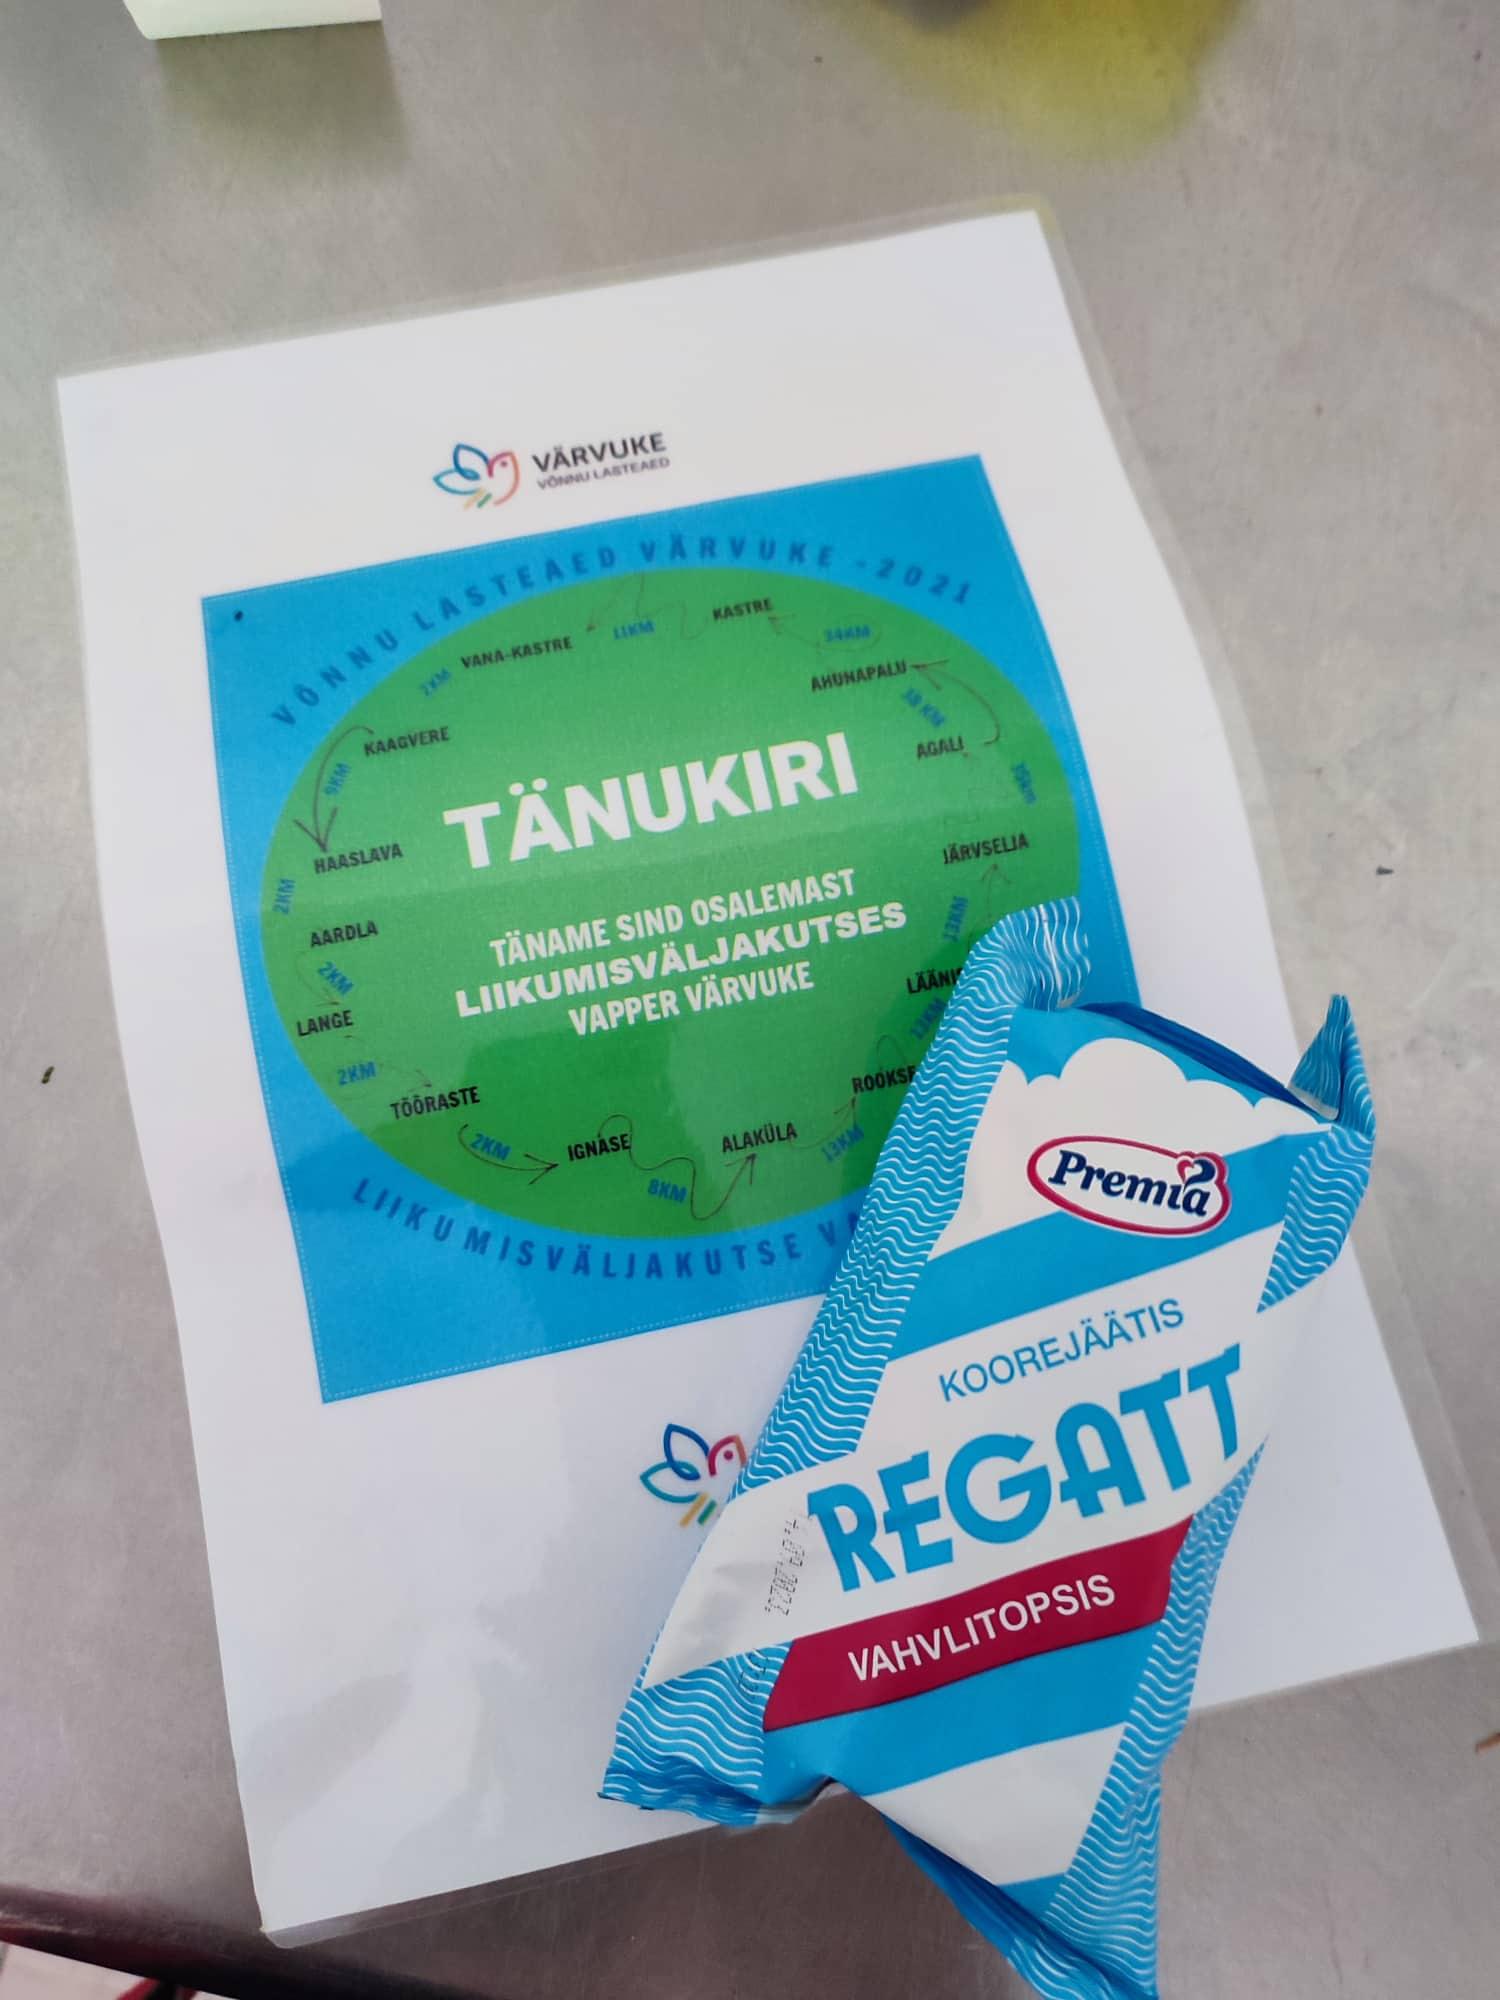 VÄRVUKE
VÕNNU LASTEAED
VÕNNU LASTEAED VÄRVUKE -2021
KASTRE
11KM
34KM
VANA-KASTRE
AHUNAPALU
KAAGVERE
AGALI
9KM
TÄNUKIRI
HAASLAVA
JÄRVSELJA
2KM
TÄNAME SIND OSALEMAST
LIIKUMISVÄLJAKUTSES
VAPPER VÄRVUKE
AARDLA
2KM
LANGE
2KM
TÕÕRASTE
2KM
IGNASE
8KM
ALAKÜLA
13KM
LIIKUMISVÄLJAKUTSE
Premia
KOOREJÄÄTIS
REGATT
VAHVLITOPSIS